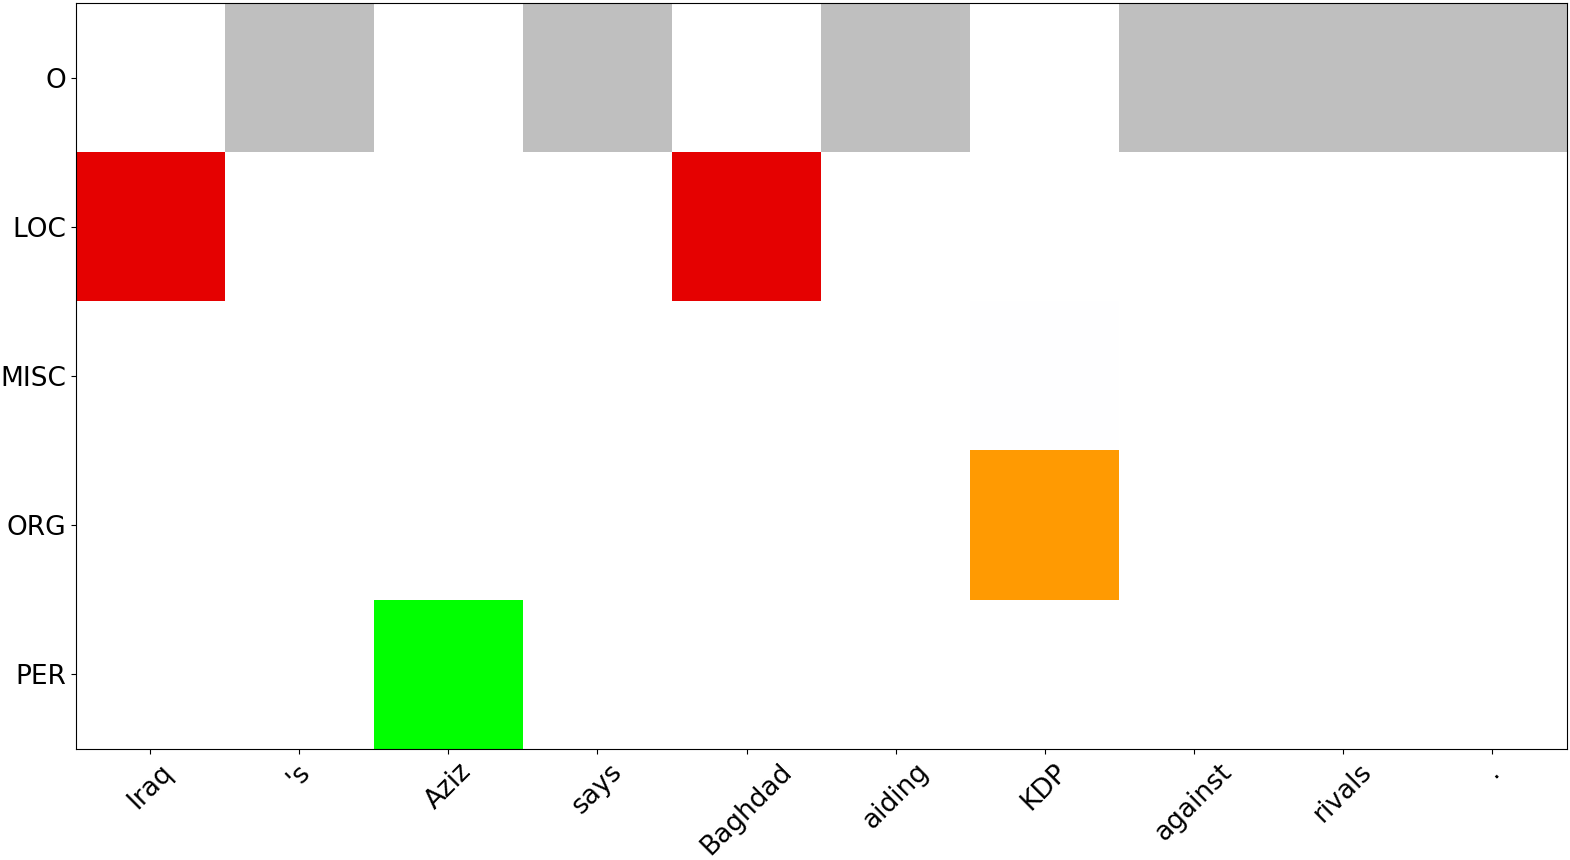 O
LOC
MISC
ORG
PER
Iraq 's Aziz says Baghdad aiding KDP against rivals .